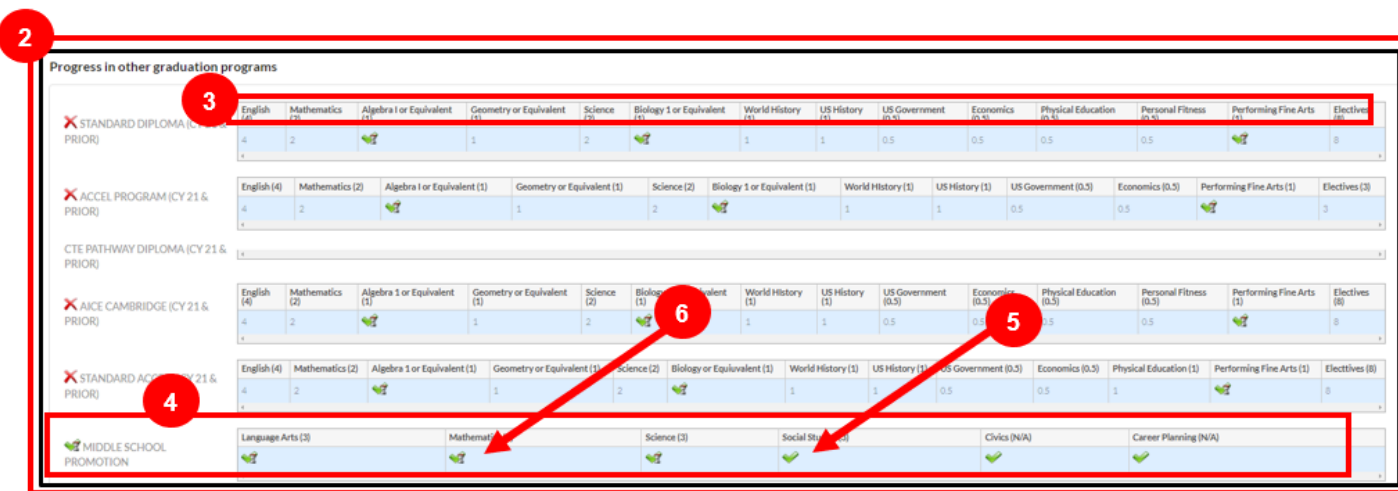 2
Progress in other graduation programs
3
English (4) Mathematics (2) Algebra I or Equivalent (1) Geometry or Equivalent (1) Science (2) Biology 1 or Equivalent (1) World History (1) US History (1) US Government (0.5) Economics (0.5) Physical Education (0.5) Personal Fitness (0.5) Performing Fine Arts (1) Electives (8)
STANDARD DIPLOMA (CY &
PRIOR)
4 2 1 2 1 1 0.5 0.5 0.5 0.5 8
English (4) Mathematics (2) Algebra I or Equivalent (1) Geometry or Equivalent (1) Science (2) Biology 1 or Equivalent (1) World History (1) US History (1) US Government (0.5) Economics (0.5) Performing Fine Arts (1) Electives (3)
ACCEL PROGRAM (CY 21 &
PRIOR)
4 2 1 2 1 1 0.5 0.5 3
CTE PATHWAY DIPLOMA (CY 21 &
PRIOR)
English (4) Mathematics (2) Algebra 1 or Equivalent (1) Geometry or Equivalent (1) Science (2) (1) World History (1) US History (1) US Government (0.5) Economics (0.5) Physical Education (0.5) Personal Fitness (0.5) Performing Fine Arts (1) Electives (8)
AICE CAMBRIDGE (CY 21 &
PRIOR)
4 2 1 2 1 1 0.5 0.5 0.5 0.5 8
6
5
English (4) Mathematics (2) Algebra 1 or Equivalent (1) Geometry or Equivalent (1) Science (2) Biology or Equiuvalent (1) World History (1) US History (1) US Government (0.5) Economics (0.5) Physical Education (1) Performing Fine Arts (1) Electtives (8)
STANDARD 21 &
PRIOR)
4 2 1 2 1 1 0.5 0.5 1 8
4
Language Arts (3) Science (3) Civics (N/A) Career Planning (N/A)
MIDDLE SCHOOL
PROMOTION